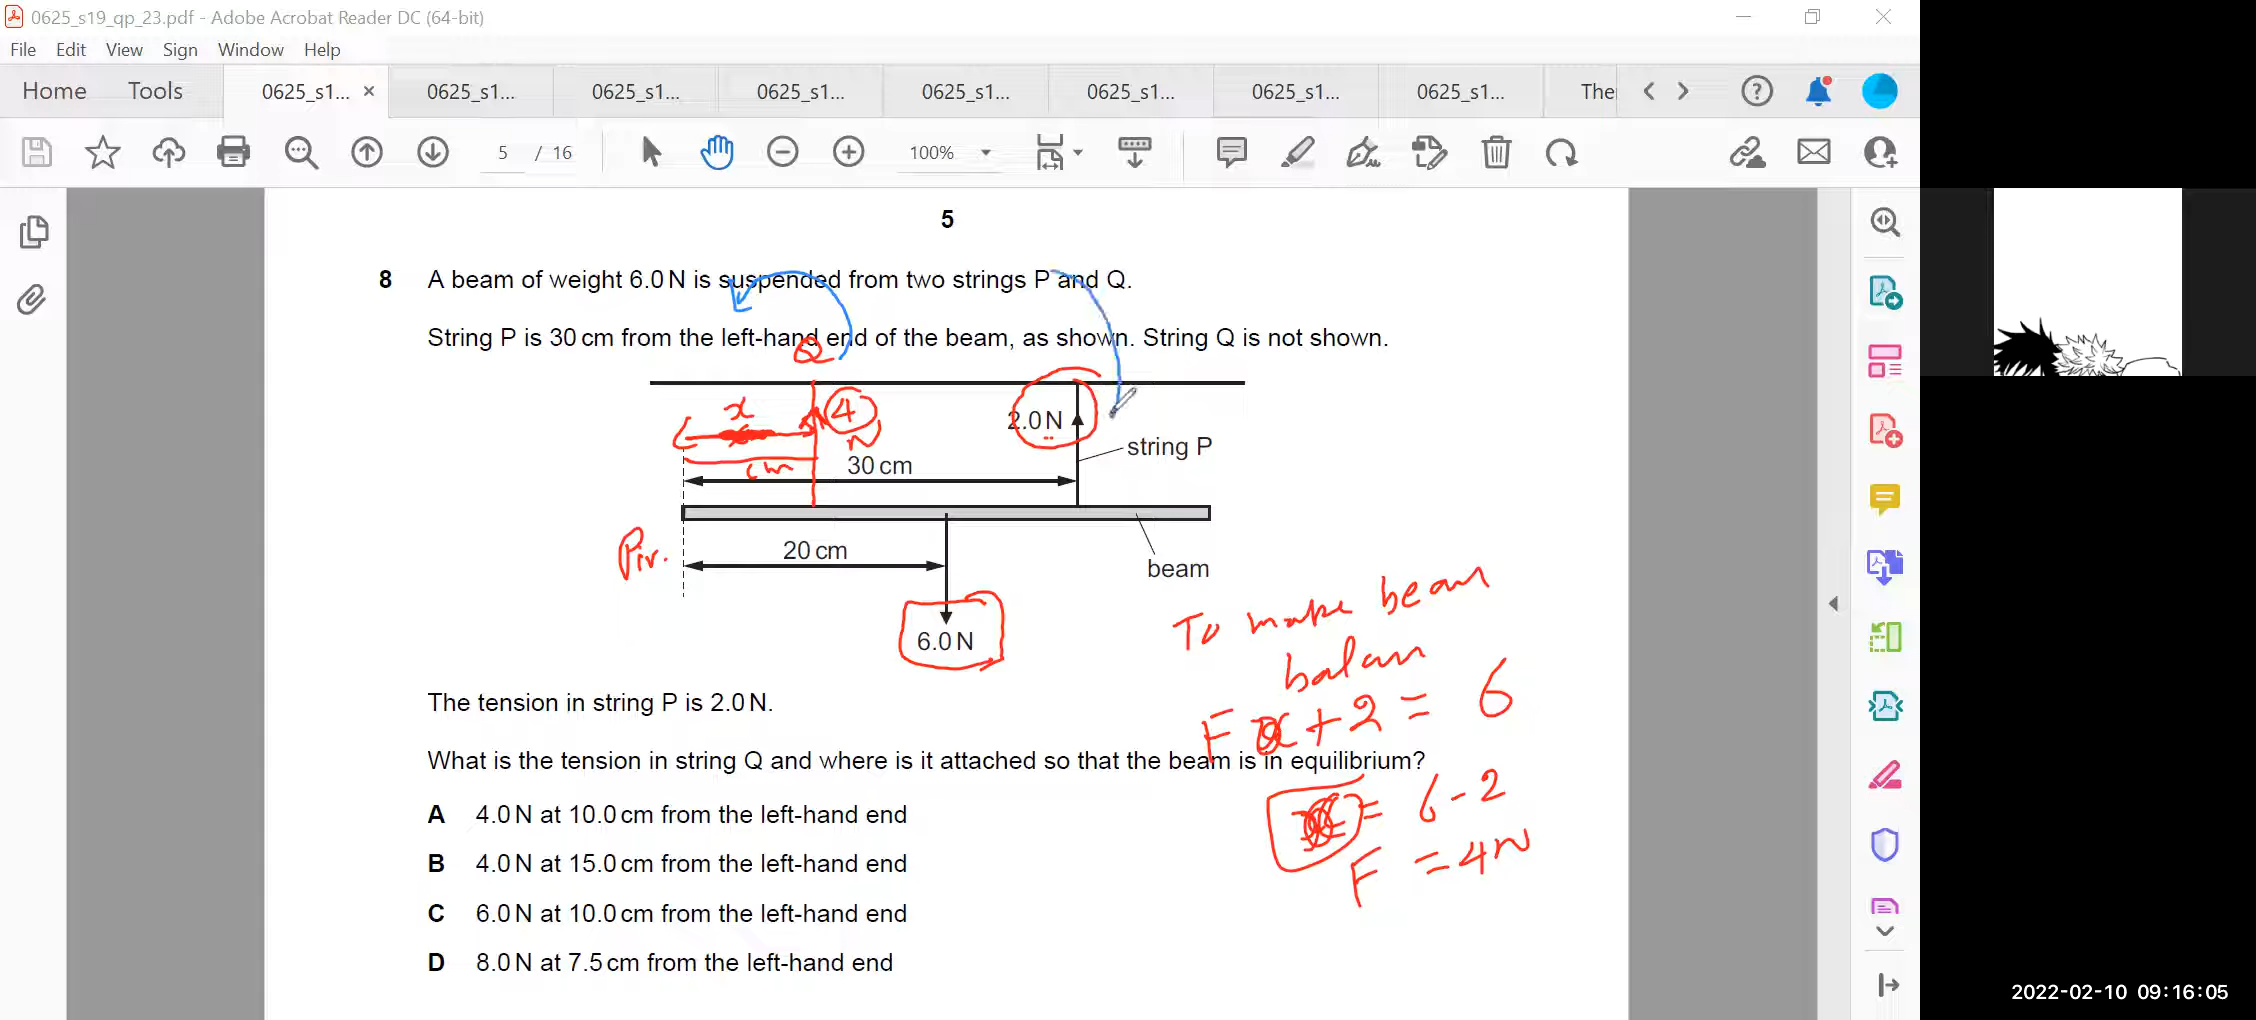 0625_s19_qp_23.pdf - Adobe Acrobat Reader DC (64-bit)
File Edit View Sign Window Help
Home Tools 0625_s1... × 0625_s1... 0625_s1... 0625_s1... 0625_s1... 0625_s1... 0625_s1... 0625_s1... The
5 / 16 100%
5
8 A beam of weight 6.0 N is suspended from two strings P and Q.
String P is 30 cm from the left-hand end of the beam, as shown. String Q is not shown.
Q
x
4
N
2.0 N
string P
cm
30 cm
Piv.
20 cm
beam
6.0 N
To make beam
balan
F + 2 = 6
The tension in string P is 2.0 N.
What is the tension in string Q and where is it attached so that the beam is in equilibrium?
= 6 - 2
F = 4N
A 4.0 N at 10.0 cm from the left-hand end
B 4.0 N at 15.0 cm from the left-hand end
C 6.0 N at 10.0 cm from the left-hand end
D 8.0 N at 7.5 cm from the left-hand end
2022-02-10 09:16:05